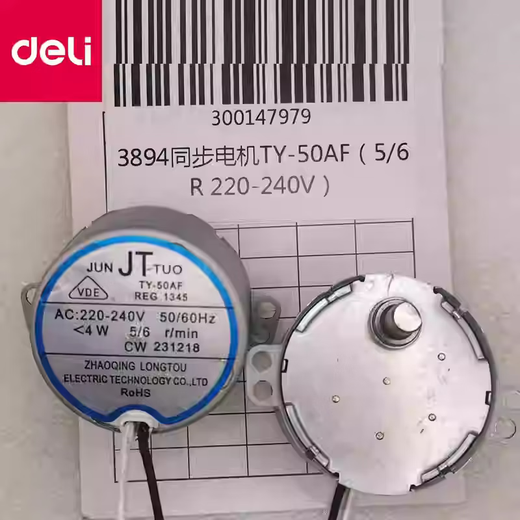 deli
300147979
3894同步电机TY-50AF（5/6
R 220-240V）
JUN JT-TUO
TY-50AF
VDE
REG 1345
AC:220-240V 50/60Hz
<4W 5/6 r/min
CW 231218
ZHAOQING LONGTOU
ELECTRIC TECHNOLOGY CO.,LTD
RoHS